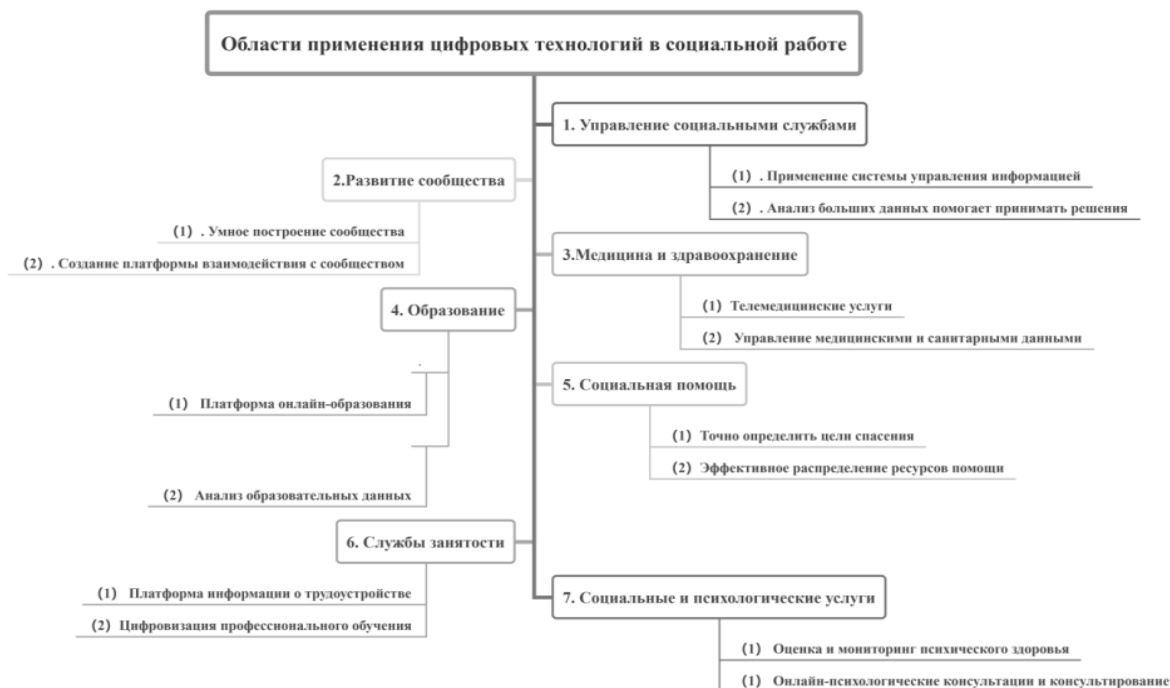 Области применения цифровых технологий в социальной работе
1. Управление социальными службами
(1) . Применение системы управления информацией
(2) . Анализ больших данных помогает принимать решения
2.Развитие сообщества
(1) . Умное построение сообщества
(2) . Создание платформы взаимодействия с сообществом
3.Медицина и здравоохранение
(1) Телемедицинские услуги
(2) Управление медицинскими и санитарными данными
4. Образование
.
(1) Платформа онлайн-образования
(2) Анализ образовательных данных
5. Социальная помощь
(1) Точно определить цели спасения
(2) Эффективное распределение ресурсов помощи
6. Службы занятости
(1) Платформа информации о трудоустройстве
(2) Цифровизация профессионального обучения
7. Социальные и психологические услуги
(1) Оценка и мониторинг психического здоровья
(1) Онлайн-психологические консультации и консультирование